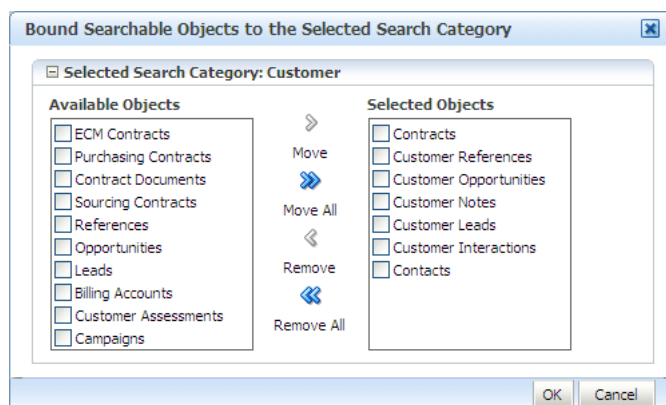 Bound Searchable Objects to the Selected Search Category
Selected Search Category: Customer
Available Objects
ECM Contracts
Purchasing Contracts
Contract Documents
Sourcing Contracts
References
Opportunities
Leads
Billing Accounts
Customer Assessments
Campaigns
Move
Move All
Remove
Remove All
Selected Objects
Contracts
Customer References
Customer Opportunities
Customer Notes
Customer Leads
Customer Interactions
Contacts
OK
Cancel